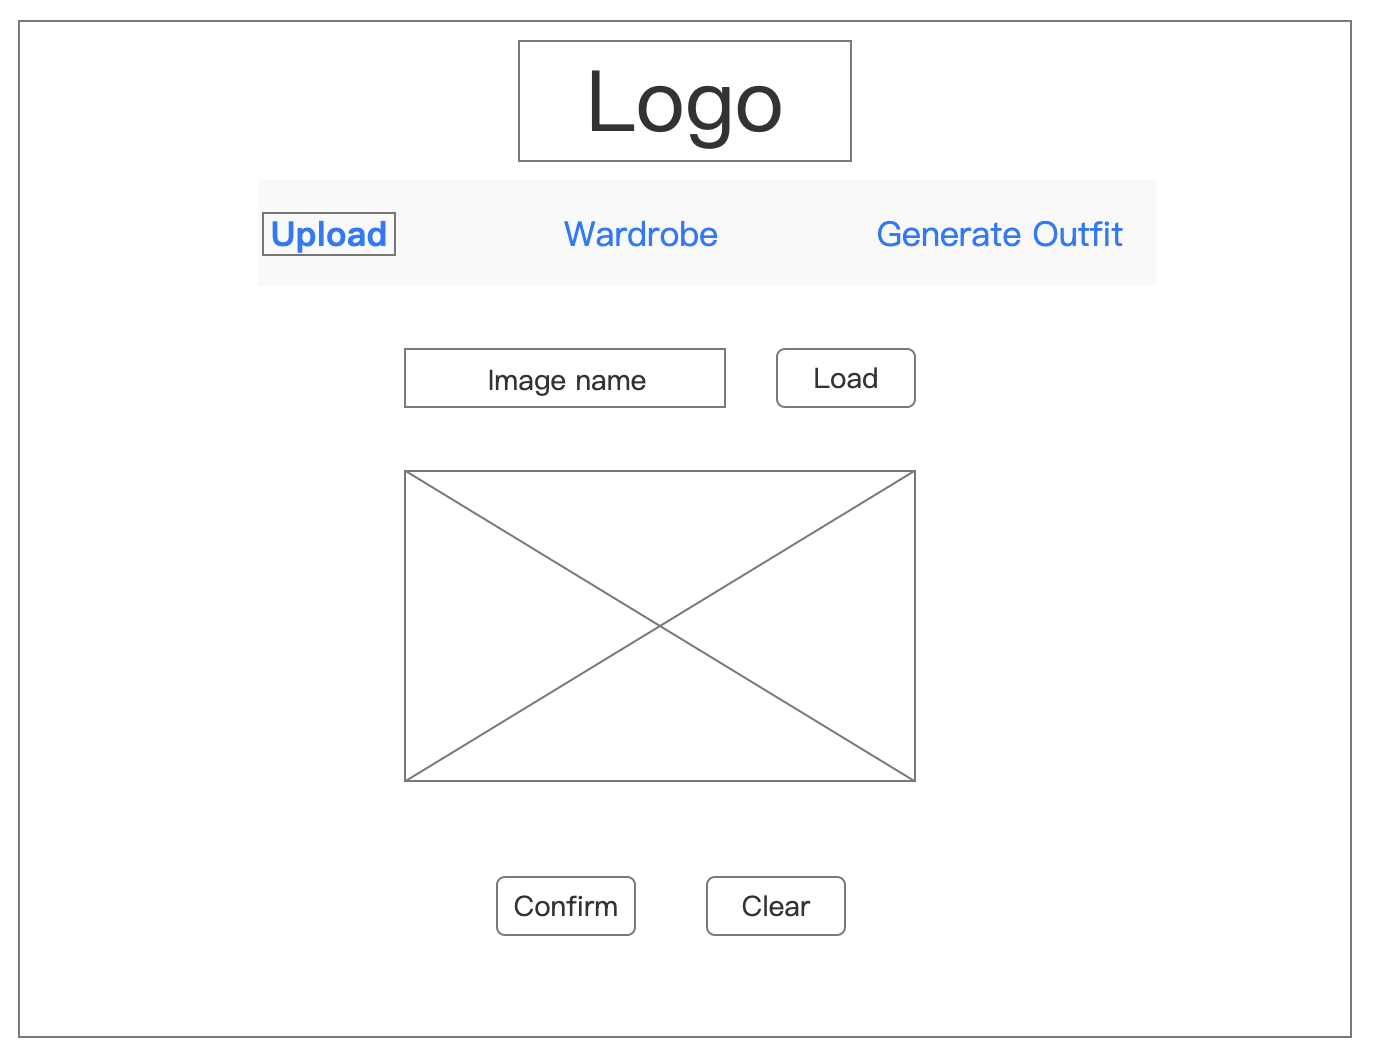 Logo
Upload Wardrobe Generate Outfit
Image name Load
Confirm Clear